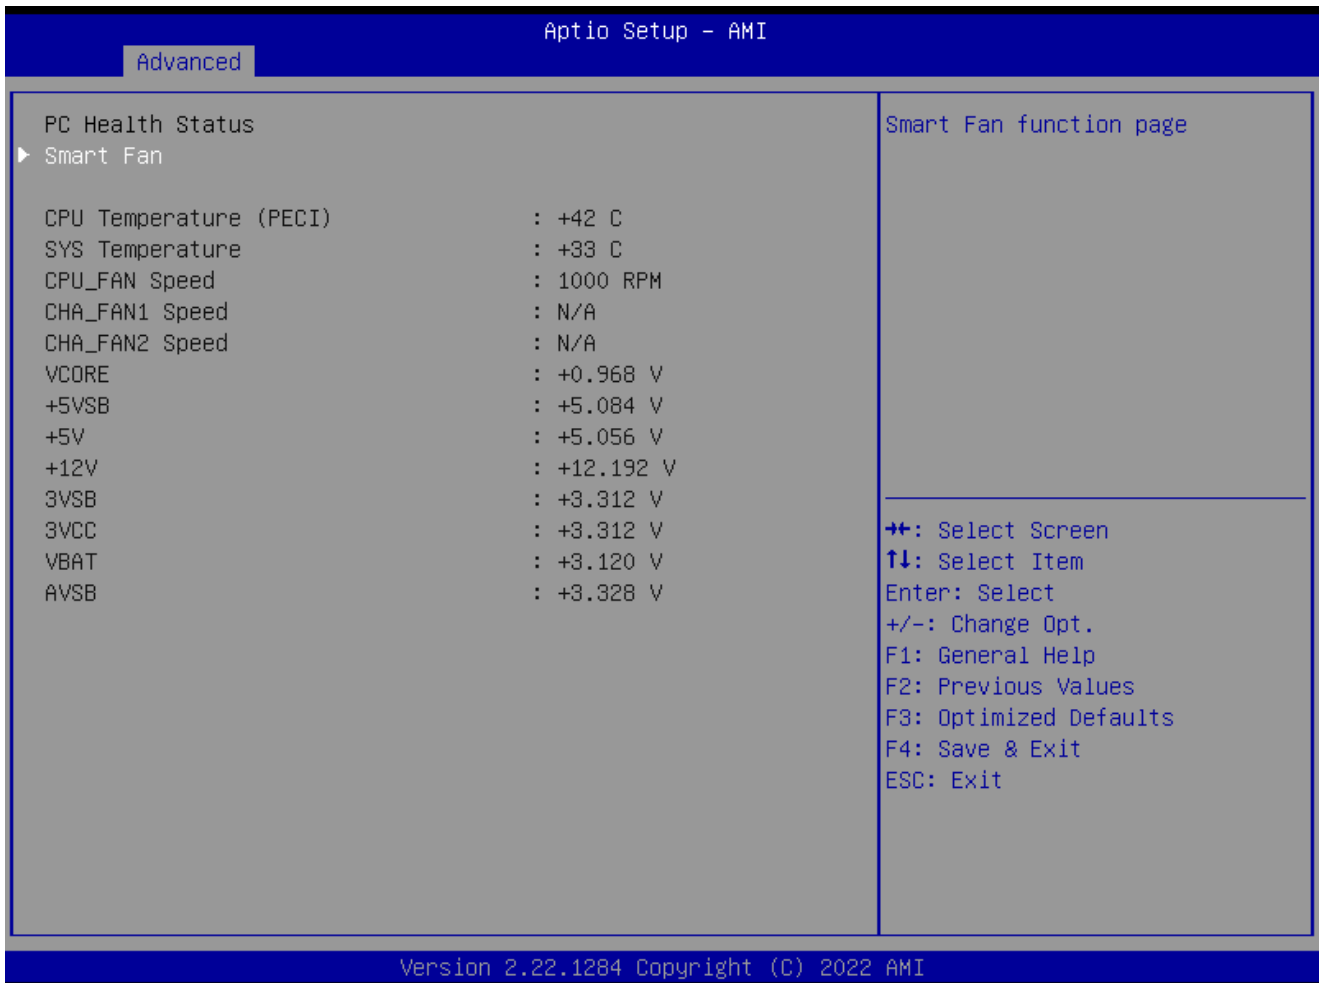 Aptio Setup – AMI
Advanced
PC Health Status
Smart Fan
CPU Temperature (PECI) : +42 C
SYS Temperature : +33 C
CPU_FAN Speed : 1000 RPM
CHA_FAN1 Speed : N/A
CHA_FAN2 Speed : N/A
VCORE : +0.968 V
+5VSB : +5.084 V
+5V : +5.056 V
+12V : +12.192 V
3VSB : +3.312 V
3VCC : +3.312 V
VBAT : +3.120 V
AVSB : +3.328 V
Smart Fan function page
→←: Select Screen
↑↓: Select Item
Enter: Select
+/-: Change Opt.
F1: General Help
F2: Previous Values
F3: Optimized Defaults
F4: Save & Exit
ESC: Exit
Version 2.22.1284 Copyright (C) 2022 AMI